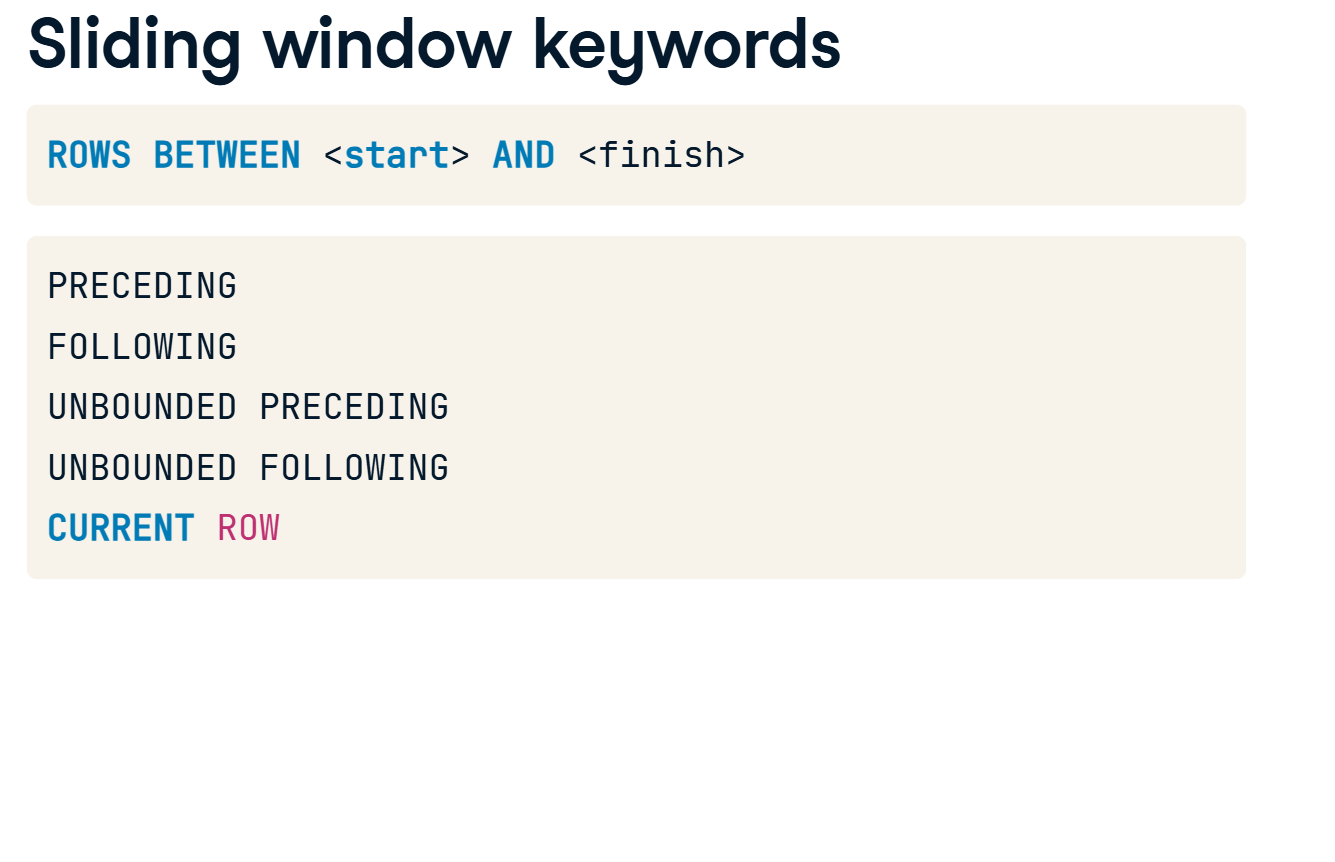 Sliding window keywords
ROWS BETWEEN <start> AND <finish>
PRECEDING
FOLLOWING
UNBOUNDED PRECEDING
UNBOUNDED FOLLOWING
CURRENT ROW